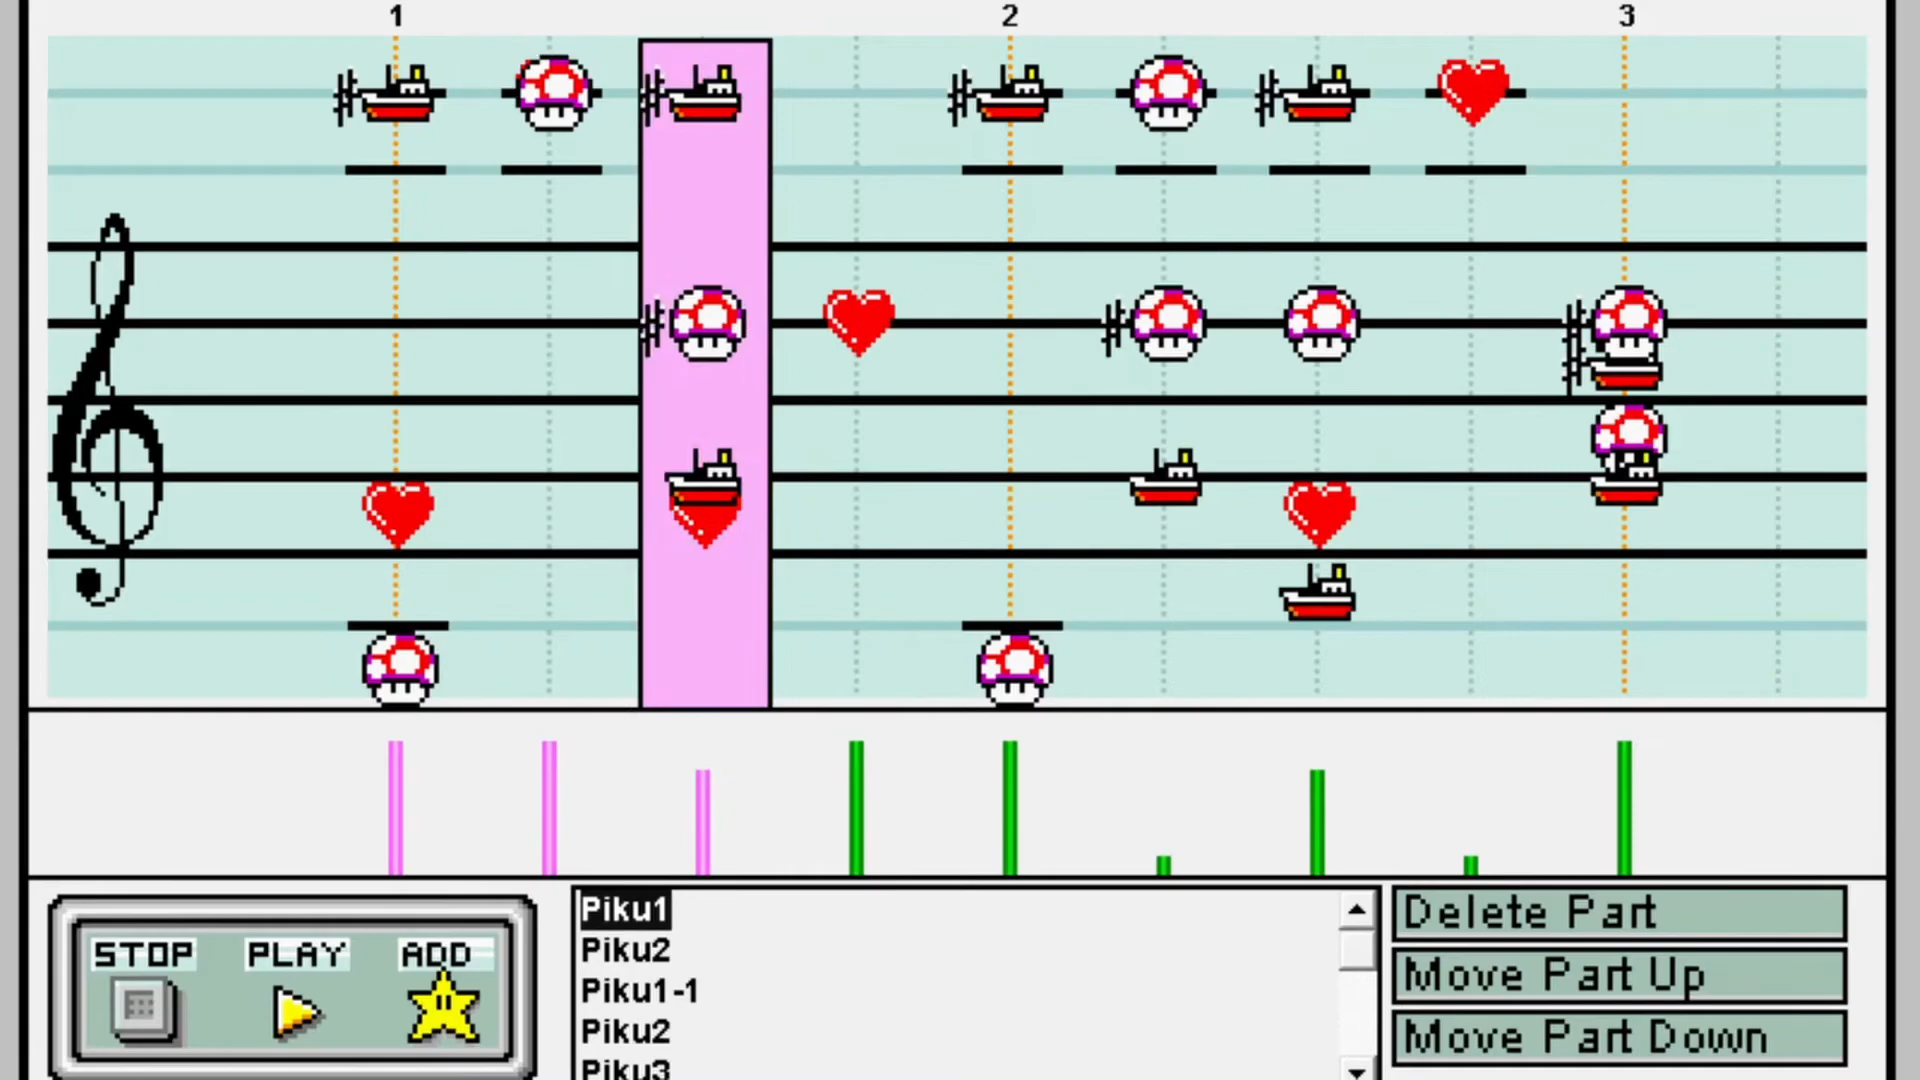 1 2 3
STOP PLAY ADD
Piku1
Piku2
Piku1-1
Piku2
Piku3
Delete Part
Move Part Up
Move Part Down